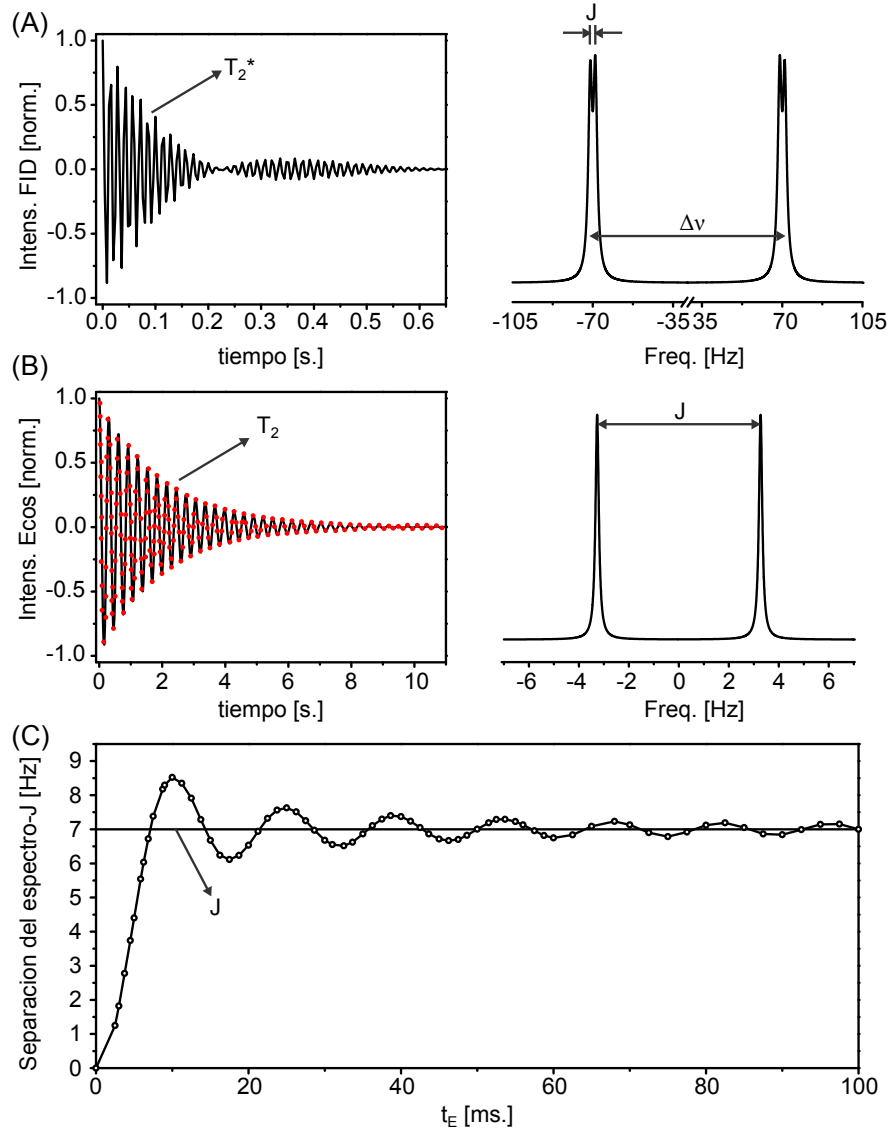 (A)
1.0
0.5
0.0
-0.5
-1.0
Intens. FID [norm.]
T2*
0.0 0.1 0.2 0.3 0.4 0.5 0.6
tiempo [s.]
J
Δν
-105 -70 -35 35 70 105
Freq. [Hz]
(B)
1.0
0.5
0.0
-0.5
-1.0
Intens. Ecos [norm.]
T2
0 2 4 6 8 10
tiempo [s.]
J
-6 -4 -2 0 2 4 6
Freq. [Hz]
(C)
9
8
7
6
5
4
3
2
1
0
Separacion del espectro-J [Hz]
J
0 20 40 60 80 100
tE [ms.]